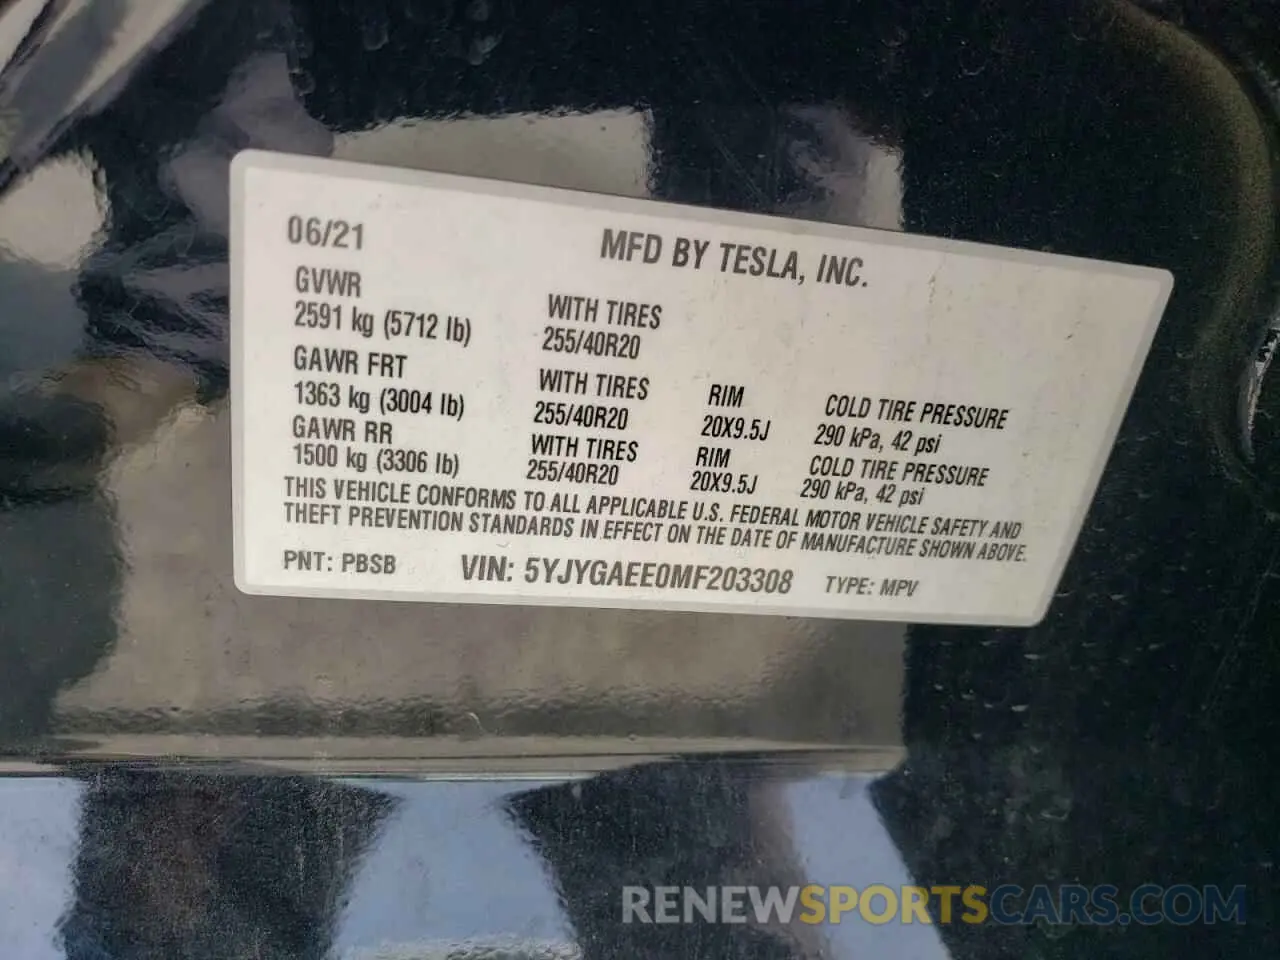 06/21 MFD BY TESLA, INC.
GVWR WITH TIRES
2591 kg (5712 lb) 255/40R20
GAWR FRT WITH TIRES RIM COLD TIRE PRESSURE
1363 kg (3004 lb) 255/40R20 20X9.5J 290 kPa, 42 psi
GAWR RR WITH TIRES RIM COLD TIRE PRESSURE
1500 kg (3306 lb) 255/40R20 20X9.5J 290 kPa, 42 psi
THIS VEHICLE CONFORMS TO ALL APPLICABLE U.S. FEDERAL MOTOR VEHICLE SAFETY AND
THEFT PREVENTION STANDARDS IN EFFECT ON THE DATE OF MANUFACTURE SHOWN ABOVE.
PNT: PBSB VIN: 5YJYGAEE0MF203308 TYPE: MPV
RENEWSPORTSCARS.COM